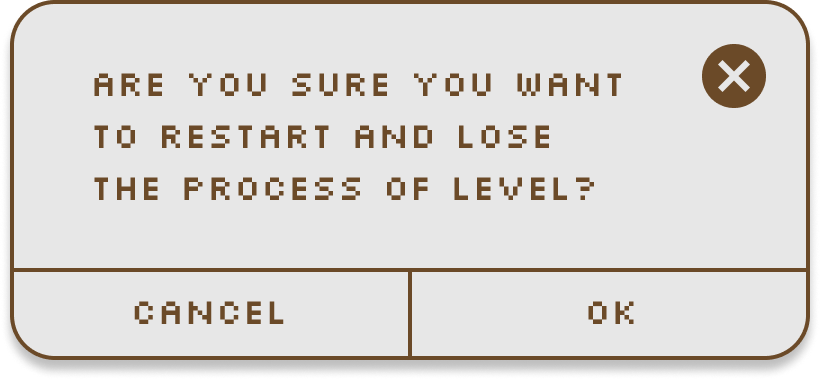 ARE YOU SURE YOU WANT
TO RESTART AND LOSE
THE PROCESS OF LEVEL?
CANCEL
OK